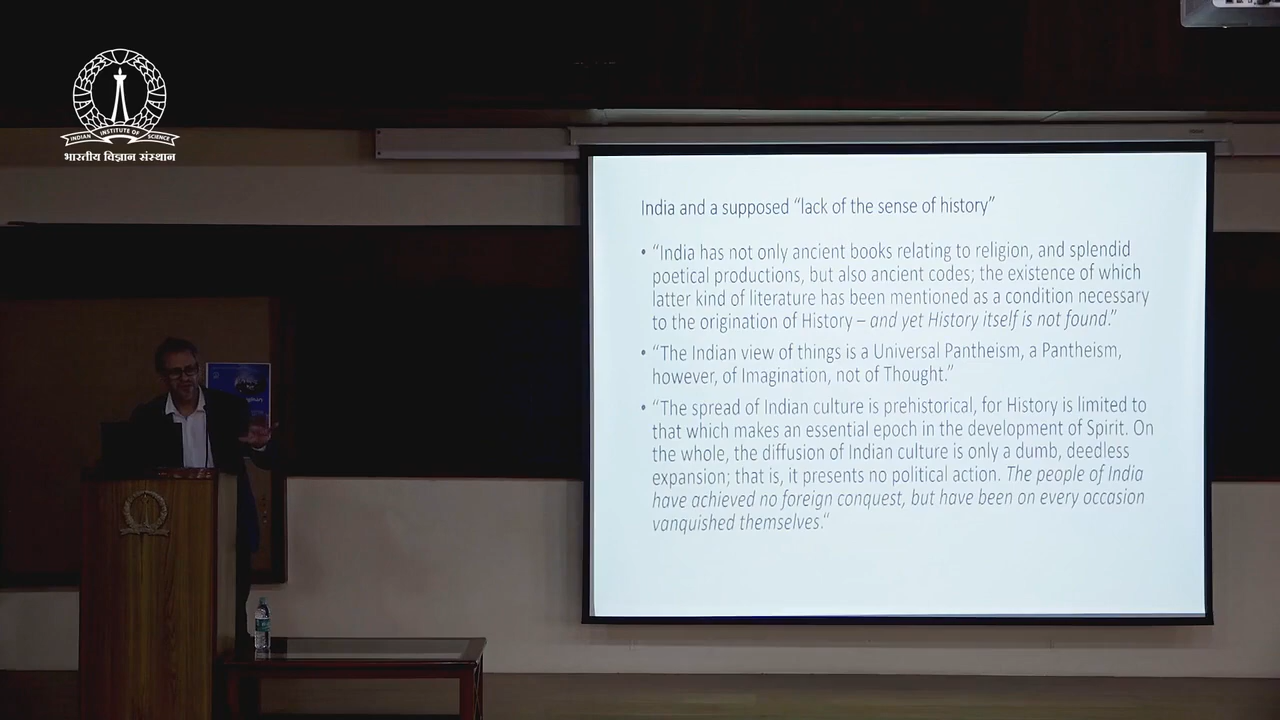 INDIAN INSTITUTE OF SCIENCE
भारतीय विज्ञान संस्थान
India and a supposed “lack of the sense of history”
• “India has not only ancient books relating to religion, and splendid
poetical productions, but also ancient codes; the existence of which
latter kind of literature has been mentioned as a condition necessary
to the origination of History – and yet History itself is not found.”
• “The Indian view of things is a Universal Pantheism, a Pantheism,
however, of Imagination, not of Thought.”
• “The spread of Indian culture is prehistorical, for History is limited to
that which makes an essential epoch in the development of Spirit. On
the whole, the diffusion of Indian culture is only a dumb, deedless
expansion; that is, it presents no political action. The people of India
have achieved no foreign conquest, but have been on every occasion
vanquished themselves.“